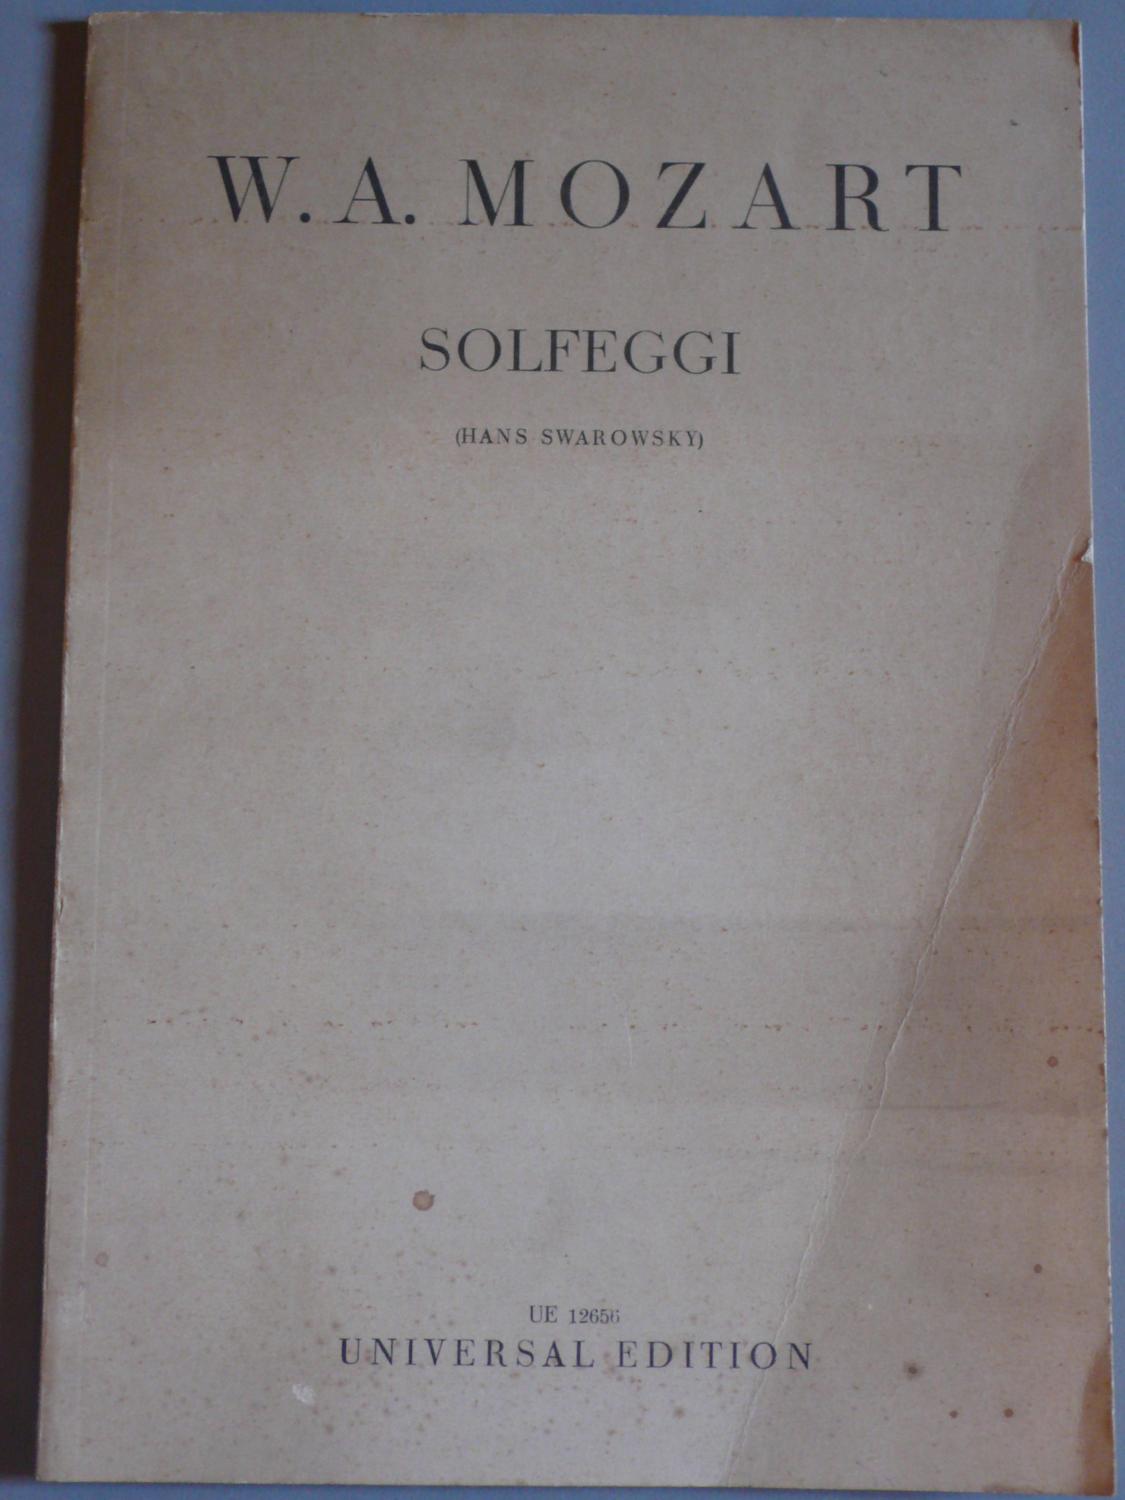 W. A. MOZART
SOLFEGGI
(HANS SWAROWSKY)
UE 12656
UNIVERSAL EDITION